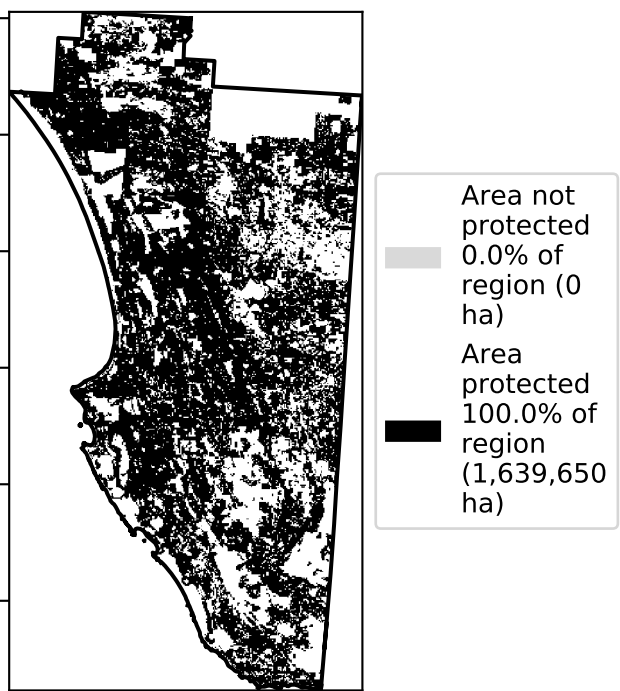 Area not
protected
0.0% of
region (0
ha)
Area
protected
100.0% of
region
(1,639,650
ha)